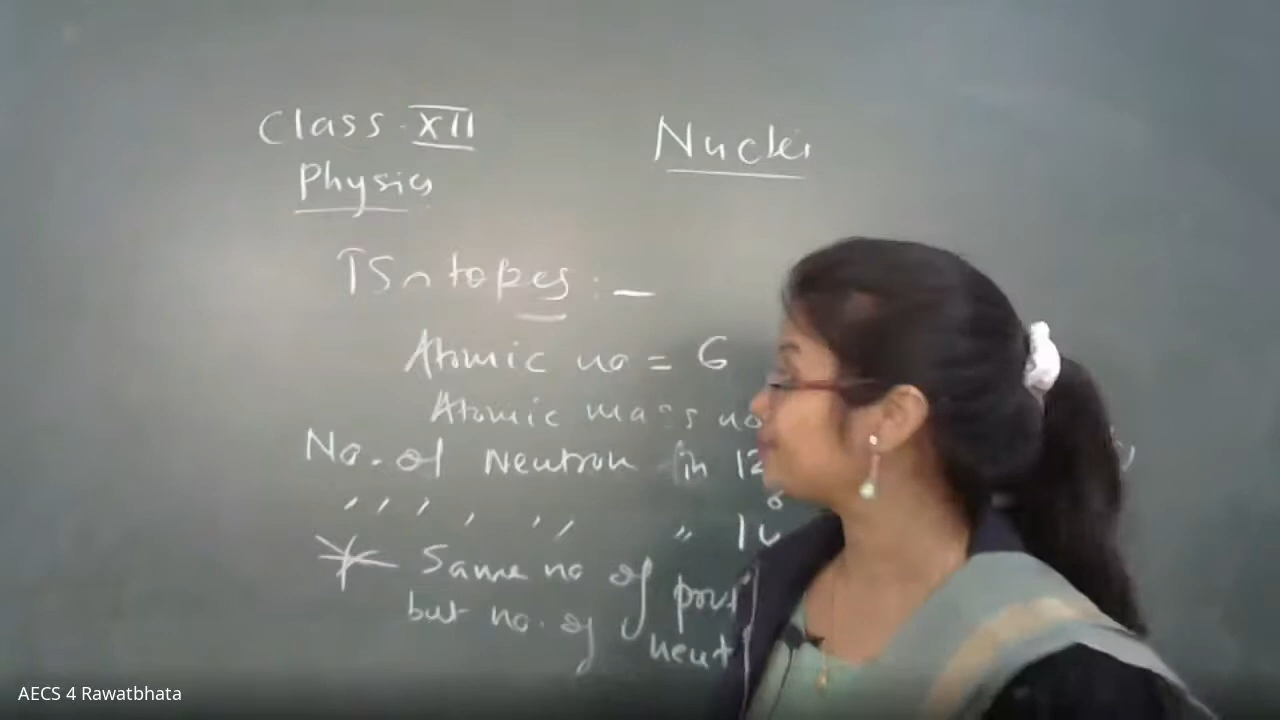 Class XII
Nuclei
Physics
Isotopes :-
Atomic no = 6
Atomic mass no
No. of Neutron in 12
6
,, ,, ,, ,, ,,
* Same no of
but no. of
AECS 4 Rawatbhata